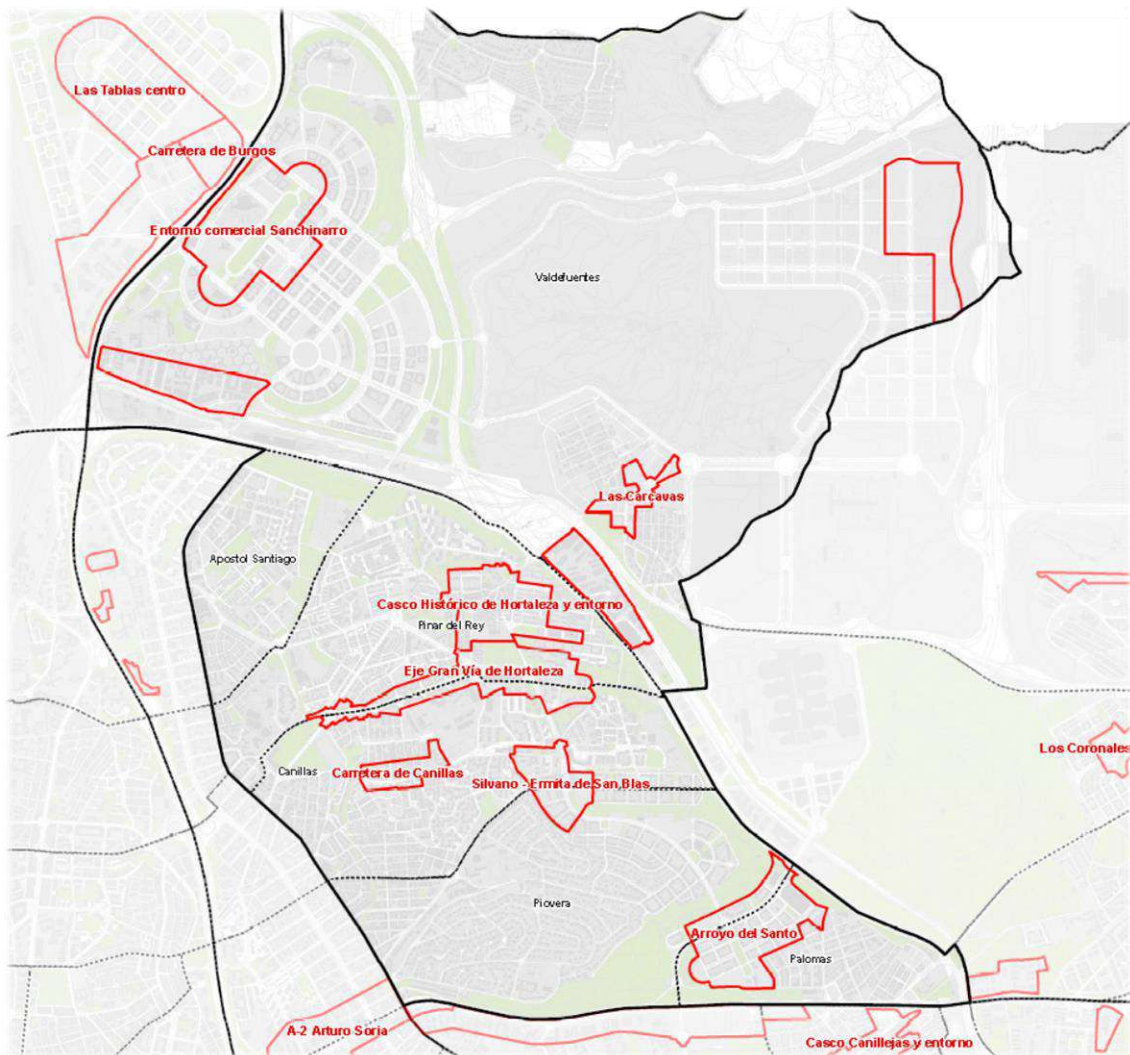 Las Tablas centro
Carretera de Burgos
Entorno comercial Sanchinarro
Valdefuentes
Las Cárcavas
Apostol Santiago
Casco Histórico de Hortaleza y entorno
Pinar del Rey
Eje Gran Vía de Hortaleza
Los Coronales
Canillas
Carretera de Canillas
Silvano - Ermita de San Blas
Piovera
Arroyo del Santo
Palomas
A-2 Arturo Soria
Casco Canillejas y entorno